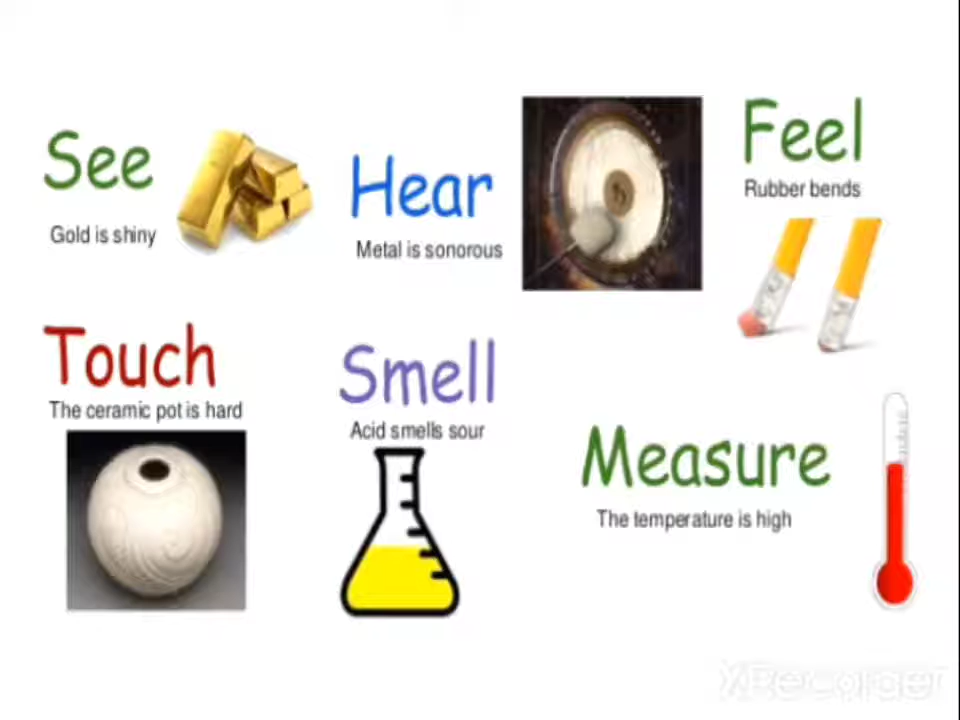 See
Gold is shiny
Hear
Metal is sonorous
Feel
Rubber bends
Touch
The ceramic pot is hard
Smell
Acid smells sour
Measure
The temperature is high
XRecorder